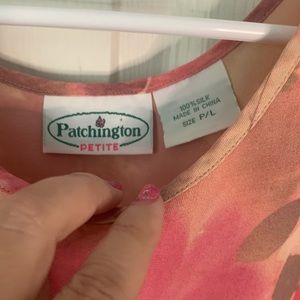 Patchington
PETITE
100% SILK
MADE IN CHINA
SIZE P/L